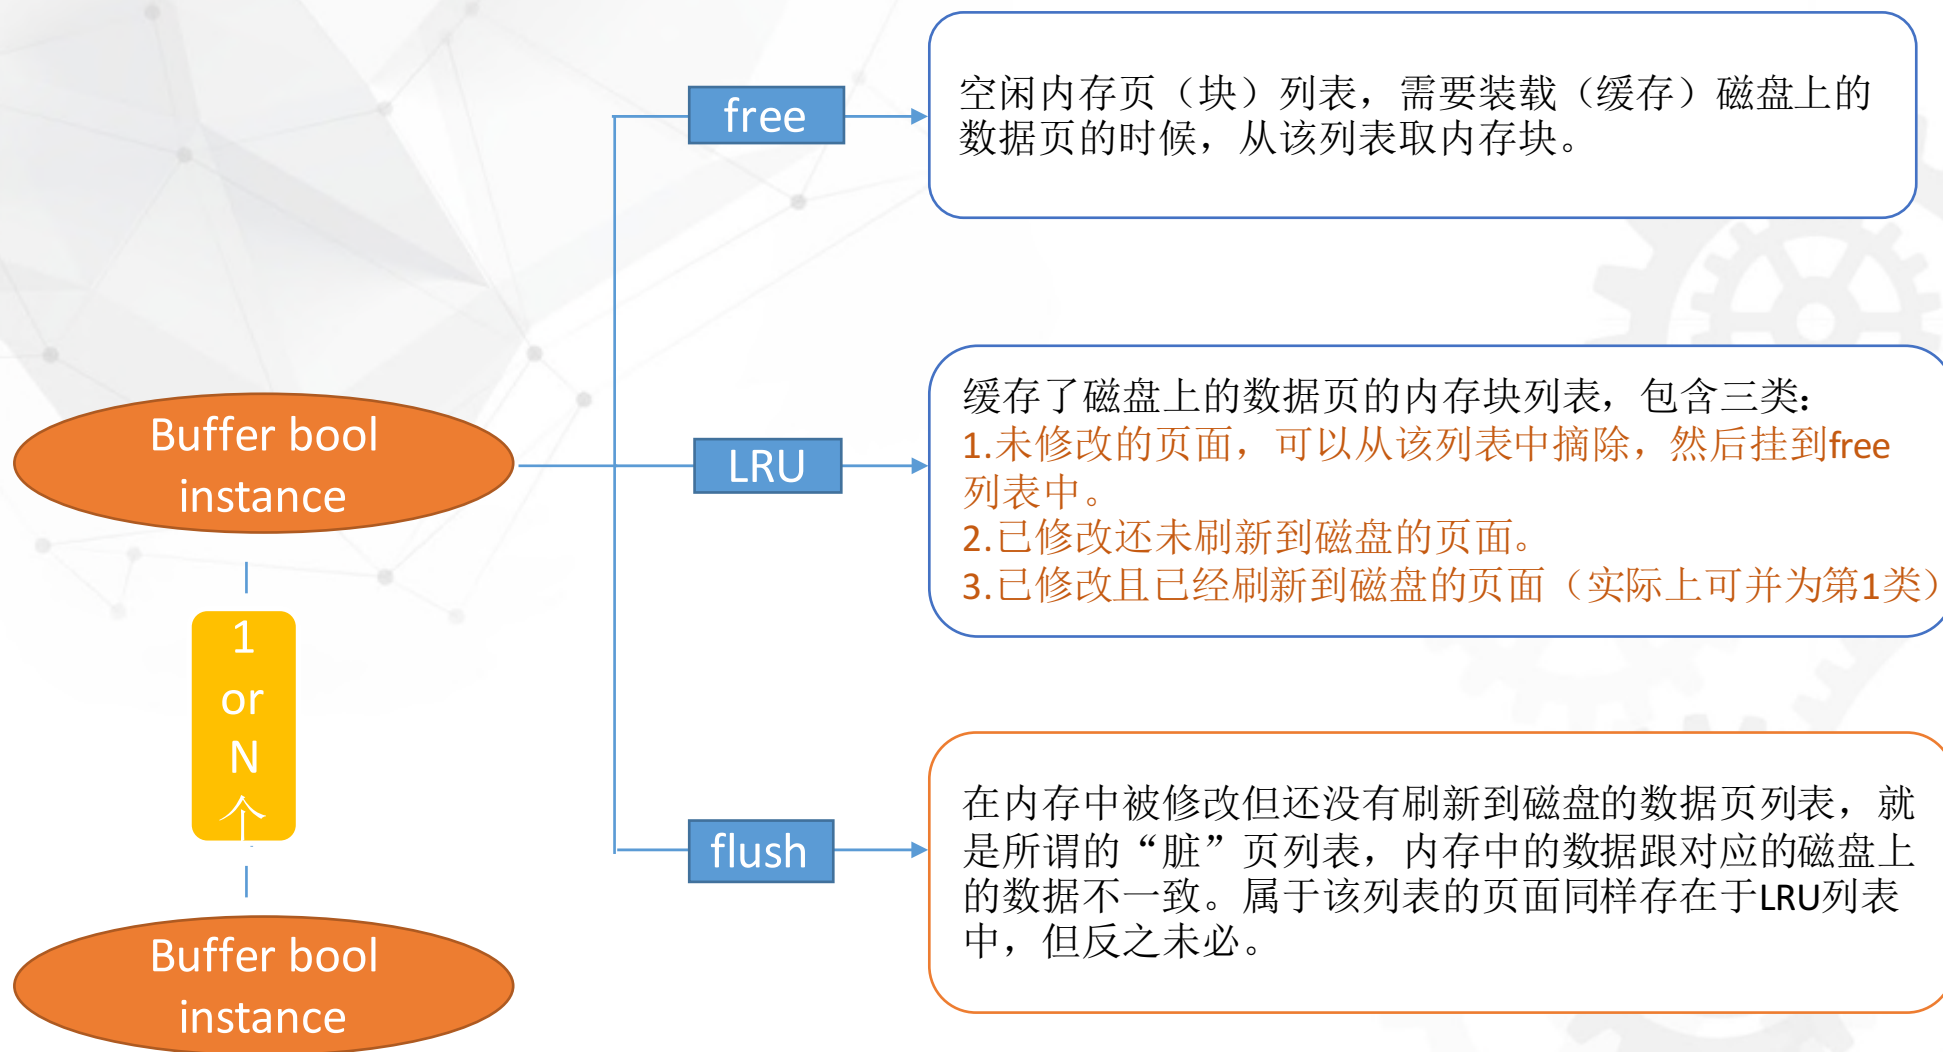 free
空闲内存页（块）列表，需要装载（缓存）磁盘上的
数据页的时候，从该列表取内存块。
Buffer bool
instance
LRU
缓存了磁盘上的数据页的内存块列表，包含三类：
1.未修改的页面，可以从该列表中摘除，然后挂到free
列表中。
2.已修改还未刷新到磁盘的页面。
3.已修改且已经刷新到磁盘的页面（实际上可并为第1类）
1
or
N
个
flush
在内存中被修改但还没有刷新到磁盘的数据页列表，就
是所谓的“脏”页列表，内存中的数据跟对应的磁盘上
的数据不一致。属于该列表的页面同样存在于LRU列表
中，但反之未必。
Buffer bool
instance